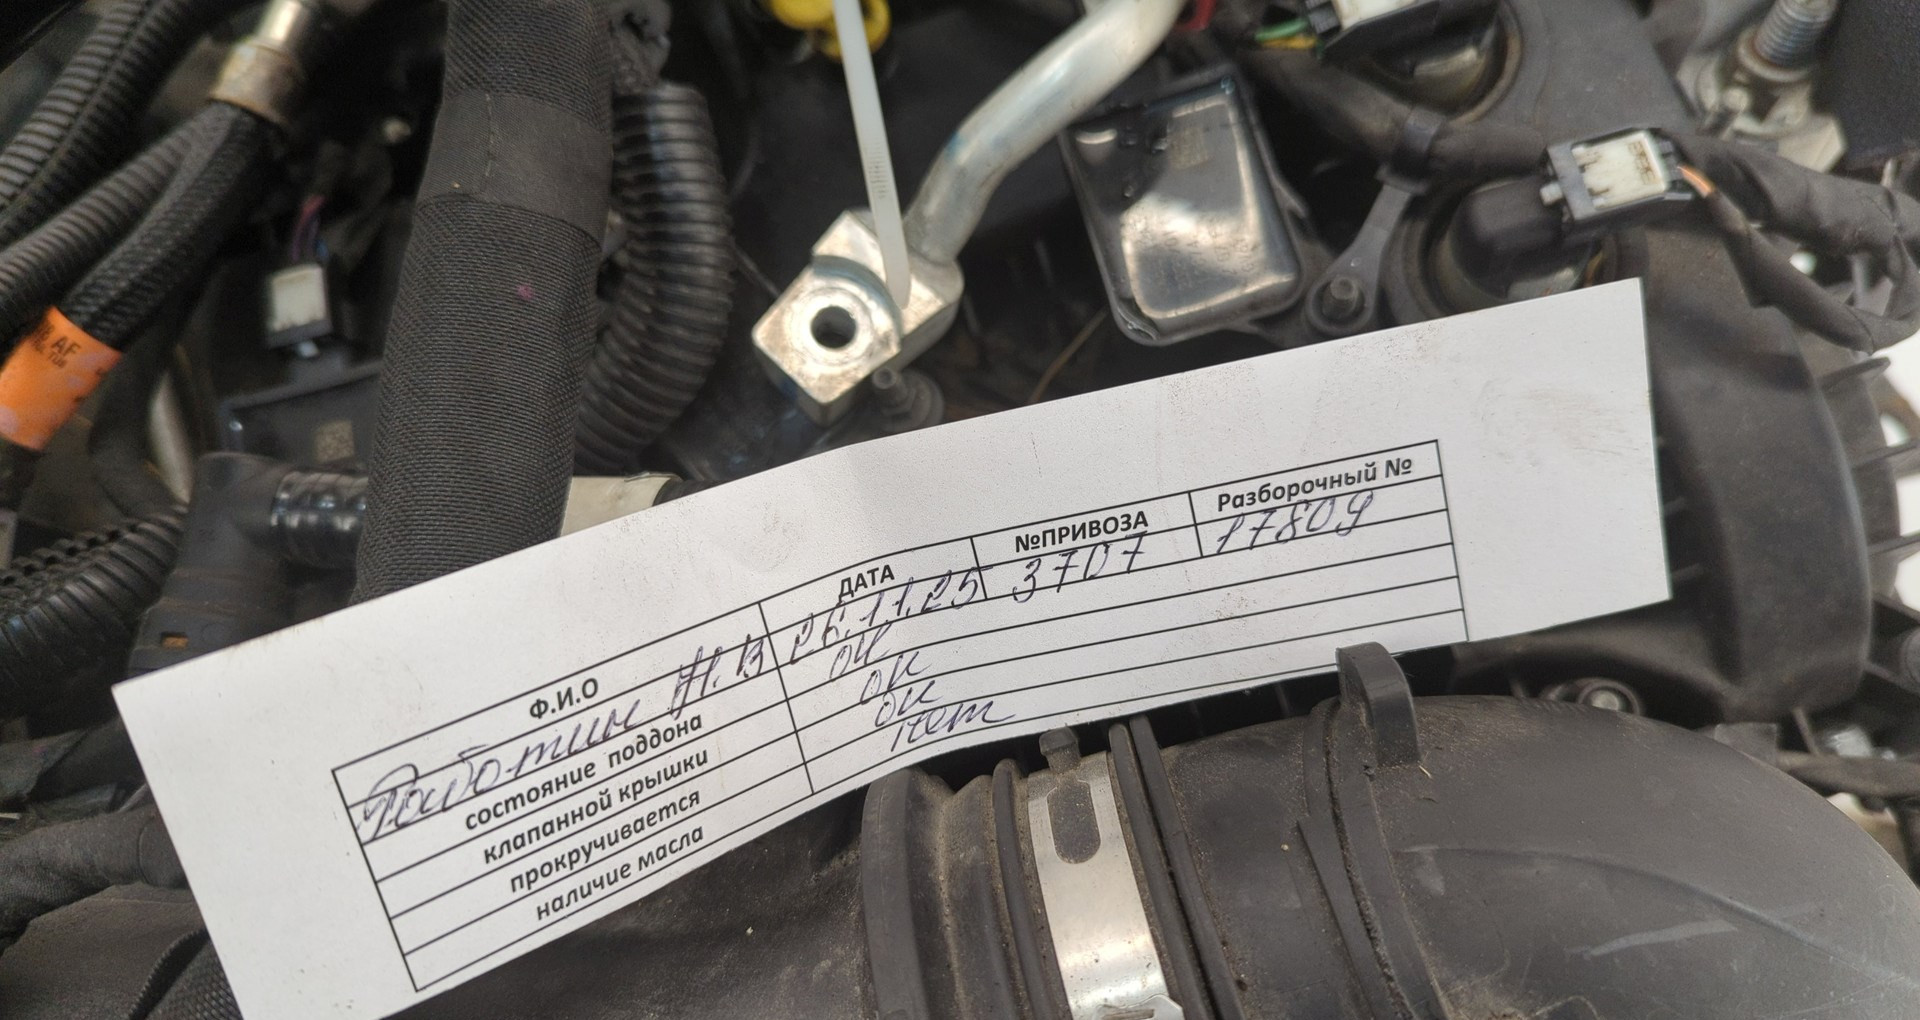 AF
Ф.И.О ДАТА №ПРИВОЗА Разборочный №
Н.В 26.11.25 3707 17809
состояние поддона ок
клапанной крышки ок
прокручивается ок
наличие масла нет